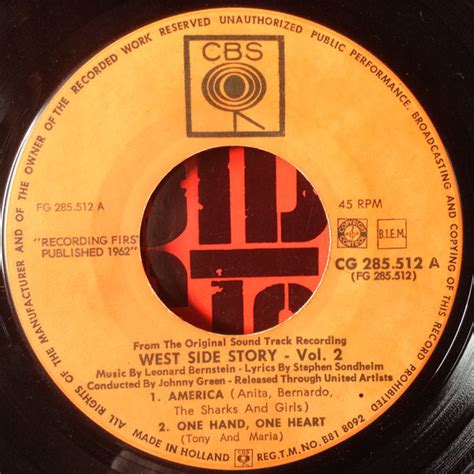 ALL RIGHTS OF THE MANUFACTURER AND OF THE OWNER OF THE RECORDED WORK RESERVED UNAUTHORIZED PUBLIC PERFORMANCE, BROADCASTING AND COPYING OF THIS RECORD PROHIBITED
CBS
FG 285.512 A
45 RPM
"RECORDING FIRST
PUBLISHED 1962"
B.I.E.M.
CG 285.512 A
(FG 285.512)
From The Original Sound Track Recording
WEST SIDE STORY - Vol. 2
Music By Leonard Bernstein - Lyrics By Stephen Sondheim
Conducted By Johnny Green - Released Through United Artists
1. AMERICA (Anita, Bernardo,
The Sharks and Girls)
2. ONE HAND, ONE HEART
(Tony and Maria)
MADE IN HOLLAND
REG.T.M. NO. B81 8092